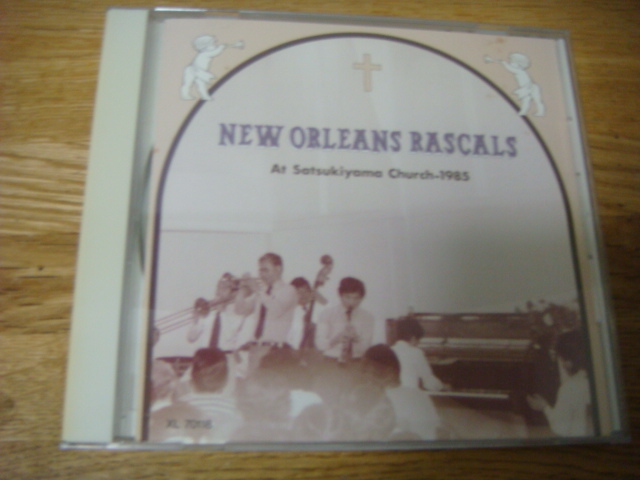 NEW ORLEANS RASCALS
At Satsukiyama Church-1985